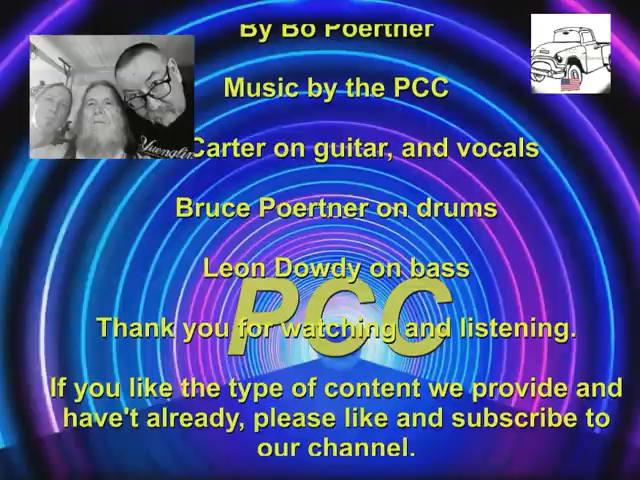 By Bo Poertner
Music by the PCC
Carter on guitar, and vocals
Bruce Poertner on drums
Leon Dowdy on bass
PCC
Thank you for watching and listening.
If you like the type of content we provide and
have't already, please like and subscribe to
our channel.
Yuengling